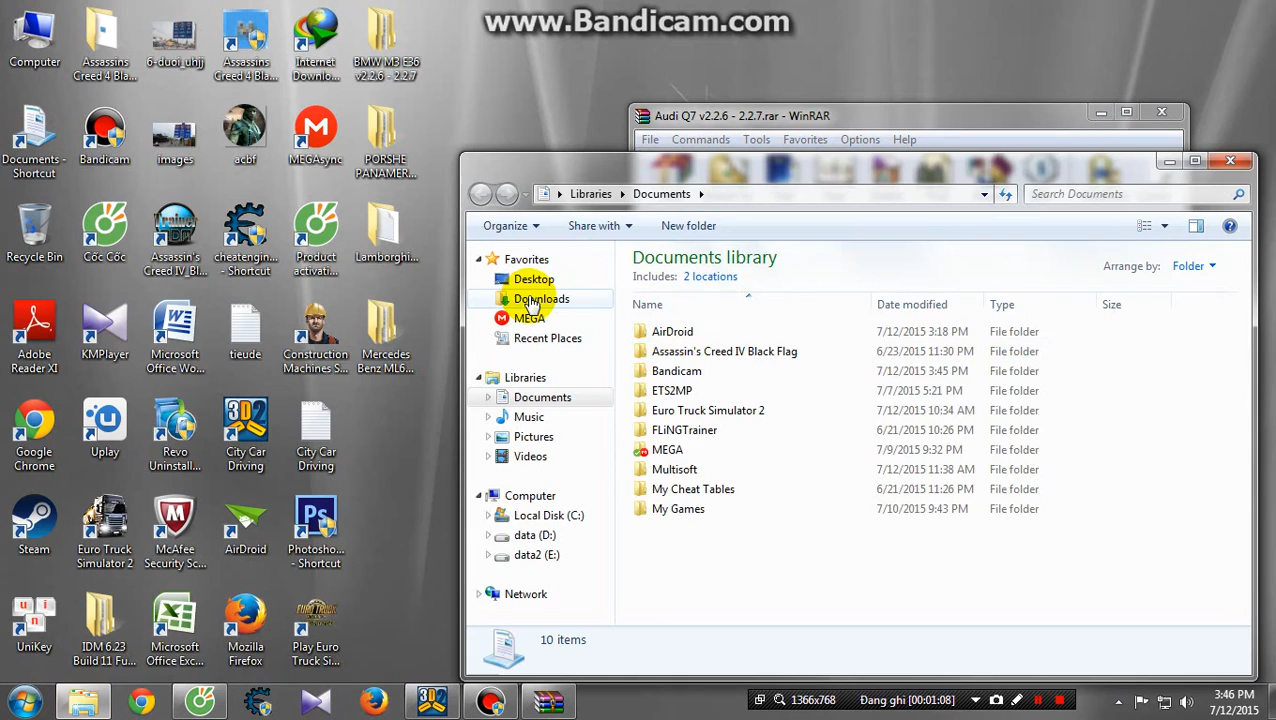 www.Bandicam.com
Computer
Assassins
Creed 4 Bla...
6-duoi_uhjj
Assassins
Creed 4 Bla...
Internet
Downlo...
BMW M3 E36
v2.2.6 - 2.2.7
Documents -
Shortcut
Bandicam
images
acbf
MEGAsync
PORSHE
PANAMER...
Recycle Bin
Cốc Cốc
Assassin's
Creed IV_Bl...
cheatengin...
- Shortcut
Product
activati...
Lamborghi...
Adobe
Reader XI
KMPlayer
Microsoft
Office Wo...
tieude
Construction
Machines S...
Mercedes
Benz ML6...
Google
Chrome
Uplay
Revo
Uninstall...
City Car
Driving
City Car
Driving
Steam
Euro Truck
Simulator 2
McAfee
Security Sc...
AirDroid
Photosho...
- Shortcut
UniKey
IDM 6.23
Build 11 Fu...
Microsoft
Office Exc...
Mozilla
Firefox
Play Euro
Truck Si...
Audi Q7 v2.2.6 - 2.2.7.rar - WinRAR
File Commands Tools Favorites Options Help
Libraries Documents
Search Documents
Organize Share with New folder
Favorites
Desktop
Downloads
MEGA
Recent Places
Libraries
Documents
Music
Pictures
Videos
Computer
Local Disk (C:)
data (D:)
data2 (E:)
Network
Documents library
Includes: 2 locations
Arrange by: Folder
Name Date modified Type Size
AirDroid 7/12/2015 3:18 PM File folder
Assassin's Creed IV Black Flag 6/23/2015 11:30 PM File folder
Bandicam 7/12/2015 3:45 PM File folder
ETS2MP 7/7/2015 5:21 PM File folder
Euro Truck Simulator 2 7/12/2015 10:34 AM File folder
FLiNGTrainer 6/21/2015 10:26 PM File folder
MEGA 7/9/2015 9:32 PM File folder
Multisoft 7/12/2015 11:38 AM File folder
My Cheat Tables 6/21/2015 11:26 PM File folder
My Games 7/10/2015 9:43 PM File folder
10 items
1366x768 Đang ghi [00:01:08]
3:46 PM
7/12/2015